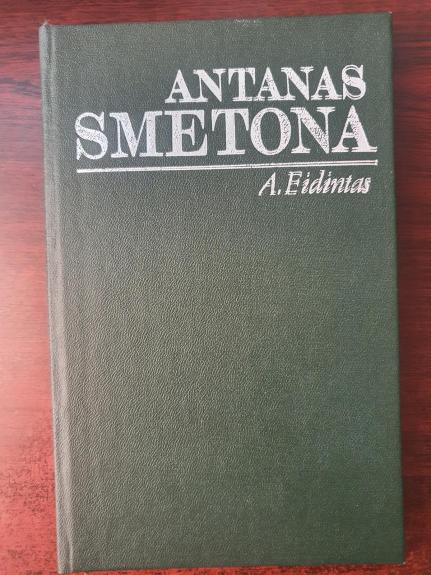 ANTANAS
SMETONA
A. Eidintas